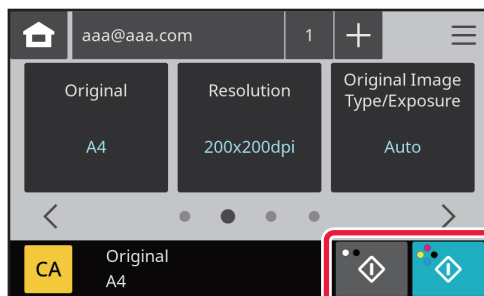 aaa@aaa.com 1
Original
A4
Resolution
200x200dpi
Original Image
Type/Exposure
Auto
CA
Original
A4